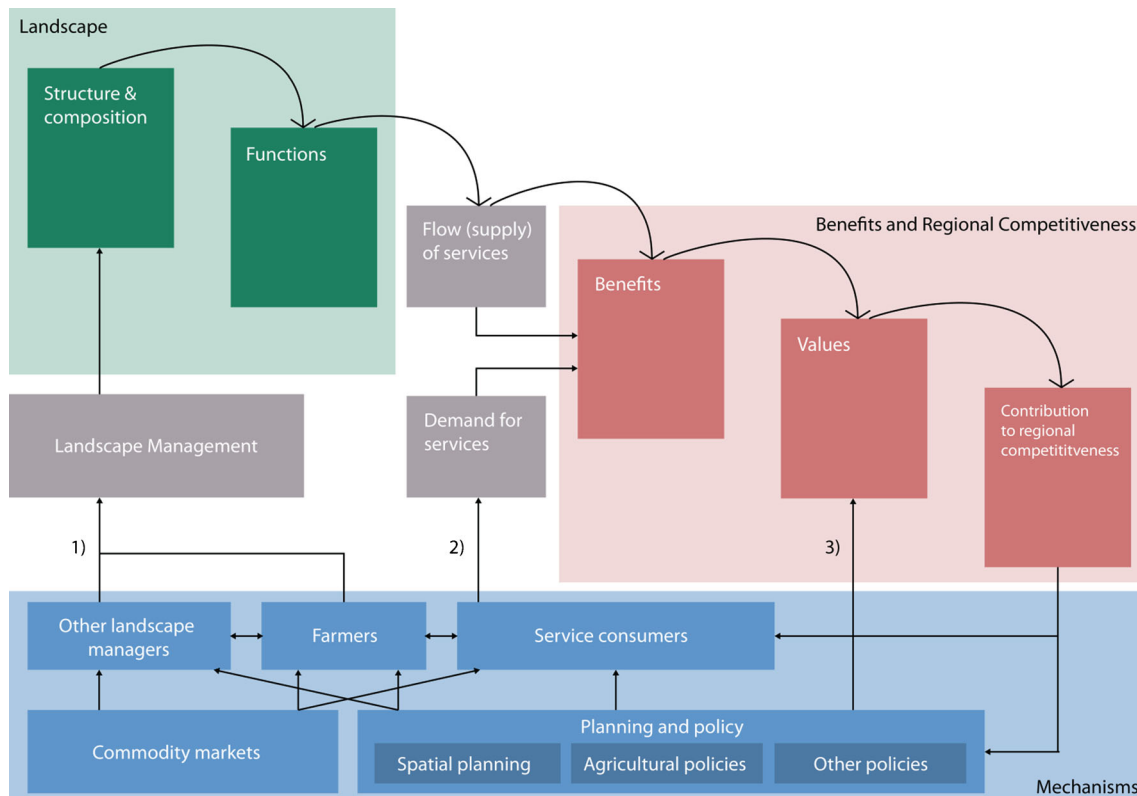 Landscape
Structure &
composition
Functions
Flow (supply)
of services
Benefits and Regional Competitiveness
Benefits
Values
Contribution
to regional
competititveness
Landscape Management
Demand for
services
1)
2)
3)
Other landscape
managers
Farmers
Service consumers
Commodity markets
Planning and policy
Spatial planning
Agricultural policies
Other policies
Mechanisms